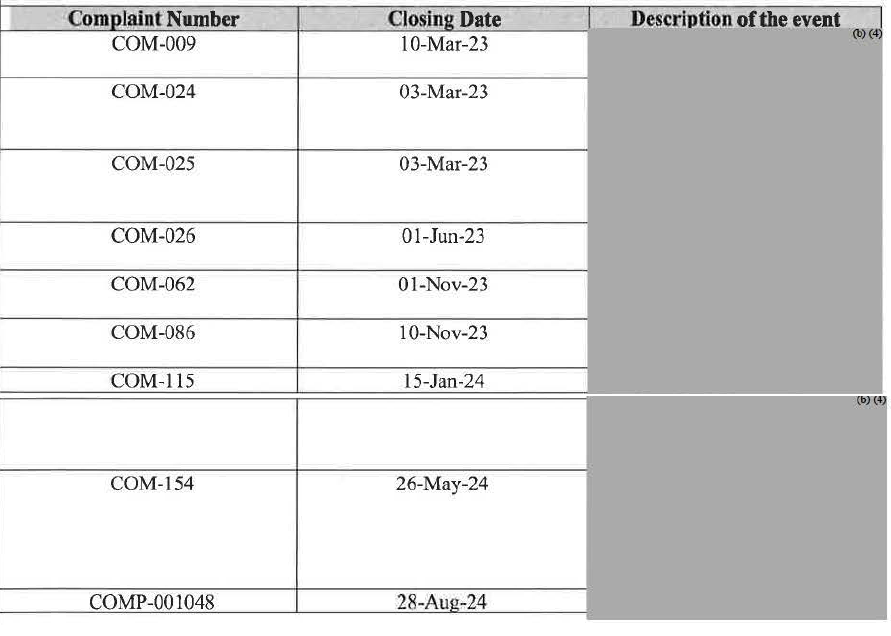 Complaint Number Closing Date Description of the event
(b) (4)
COM-009 10-Mar-23
COM-024 03-Mar-23
COM-025 03-Mar-23
COM-026 01-Jun-23
COM-062 01-Nov-23
COM-086 10-Nov-23
COM-115 15-Jan-24
(b) (4)
COM-154 26-May-24
COMP-001048 28-Aug-24